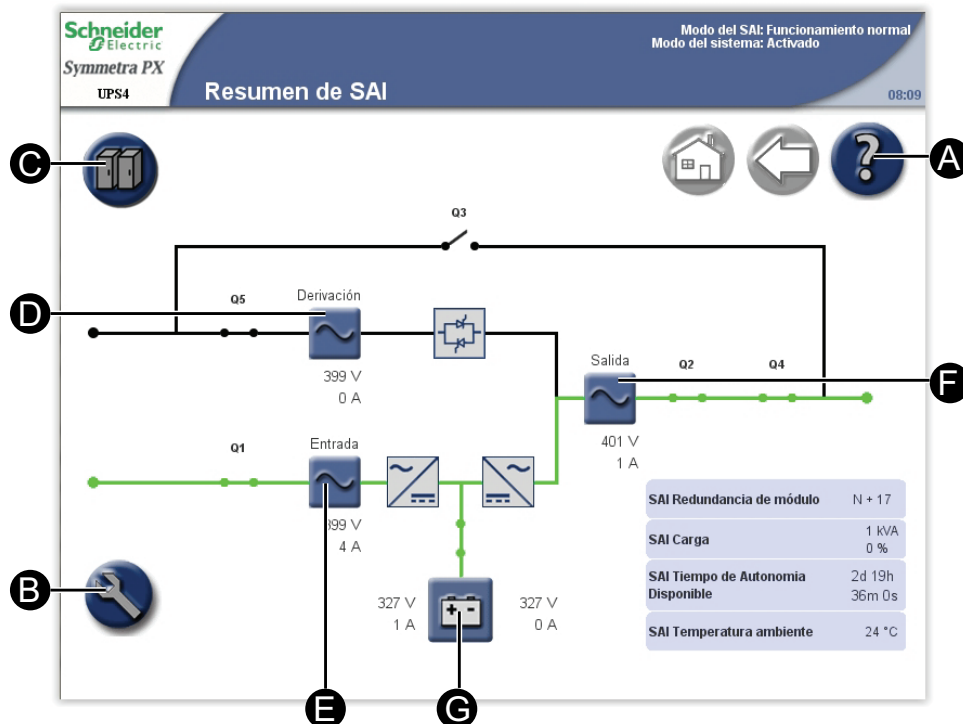 Schneider
Electric
Symmetra PX
UPS4
Resumen de SAI
Modo del SAI: Funcionamiento normal
Modo del sistema: Activado
08:09
C
?
A
Q3
D
Q5
Derivación
399 V
0 A
Salida
Q2
Q4
F
401 V
1 A
Q1
Entrada
399 V
4 A
SAI Redundancia de módulo N + 17
SAI Carga 1 kVA
0 %
SAI Tiempo de Autonomia 2d 19h
Disponible 36m 0s
SAI Temperatura ambiente 24 °C
B
327 V
1 A
+ -
327 V
0 A
E
G